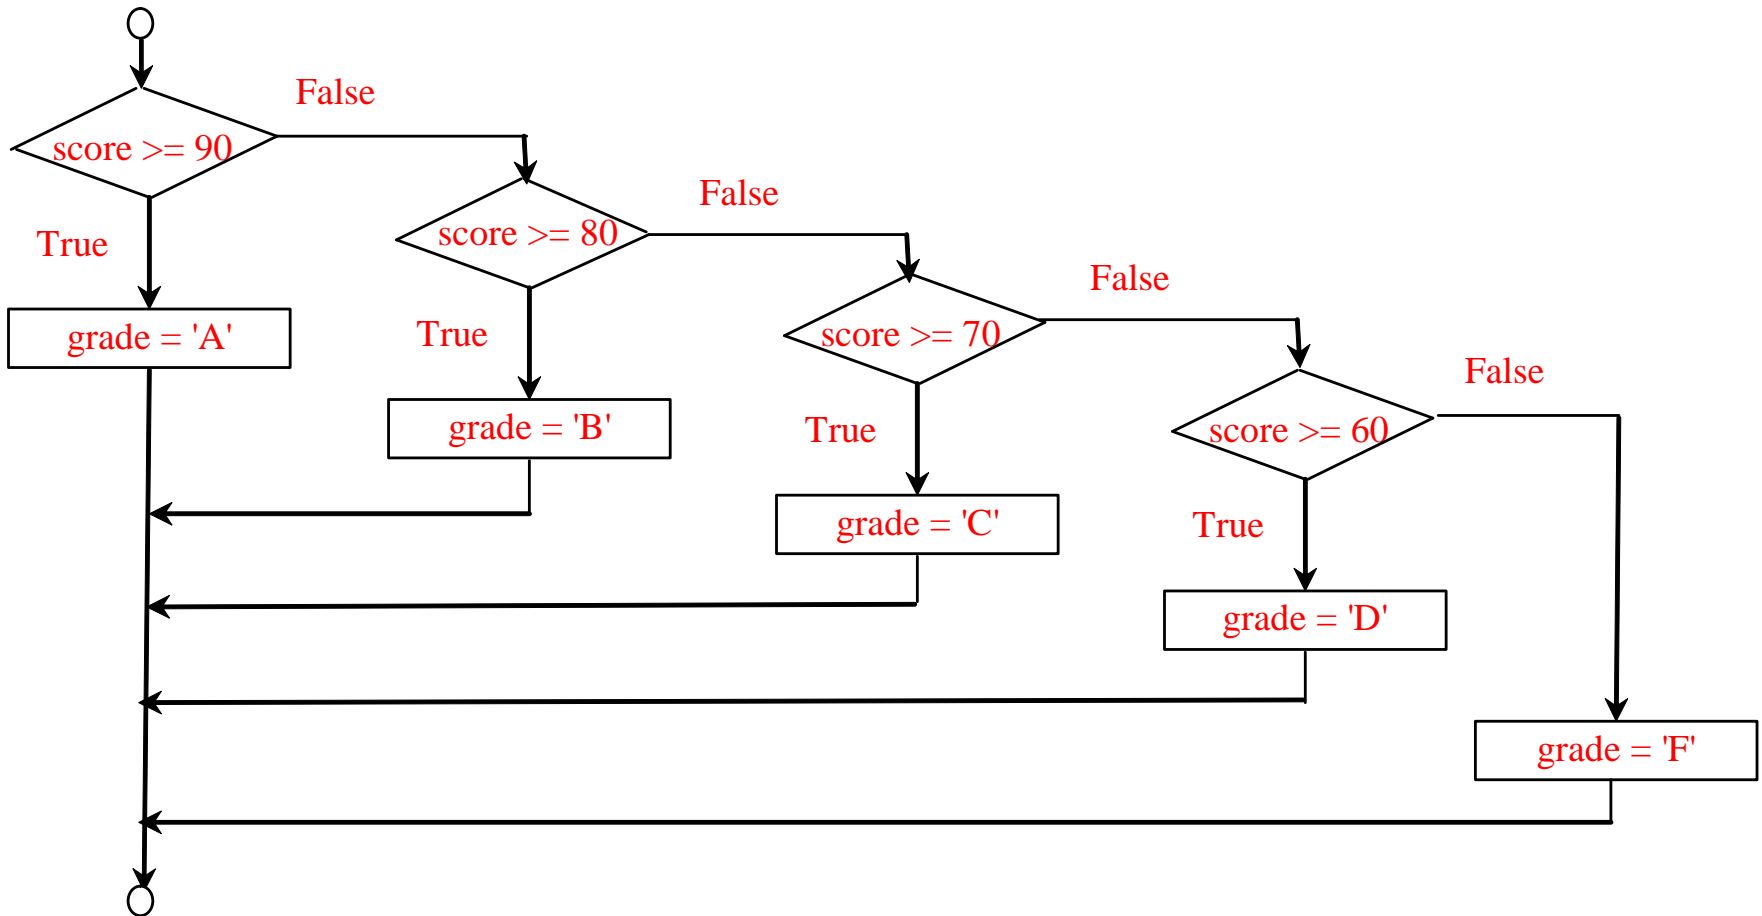 False
score >= 90
True
grade = 'A'
False
score >= 80
True
grade = 'B'
False
score >= 70
True
grade = 'C'
False
score >= 60
True
grade = 'D'
grade = 'F'